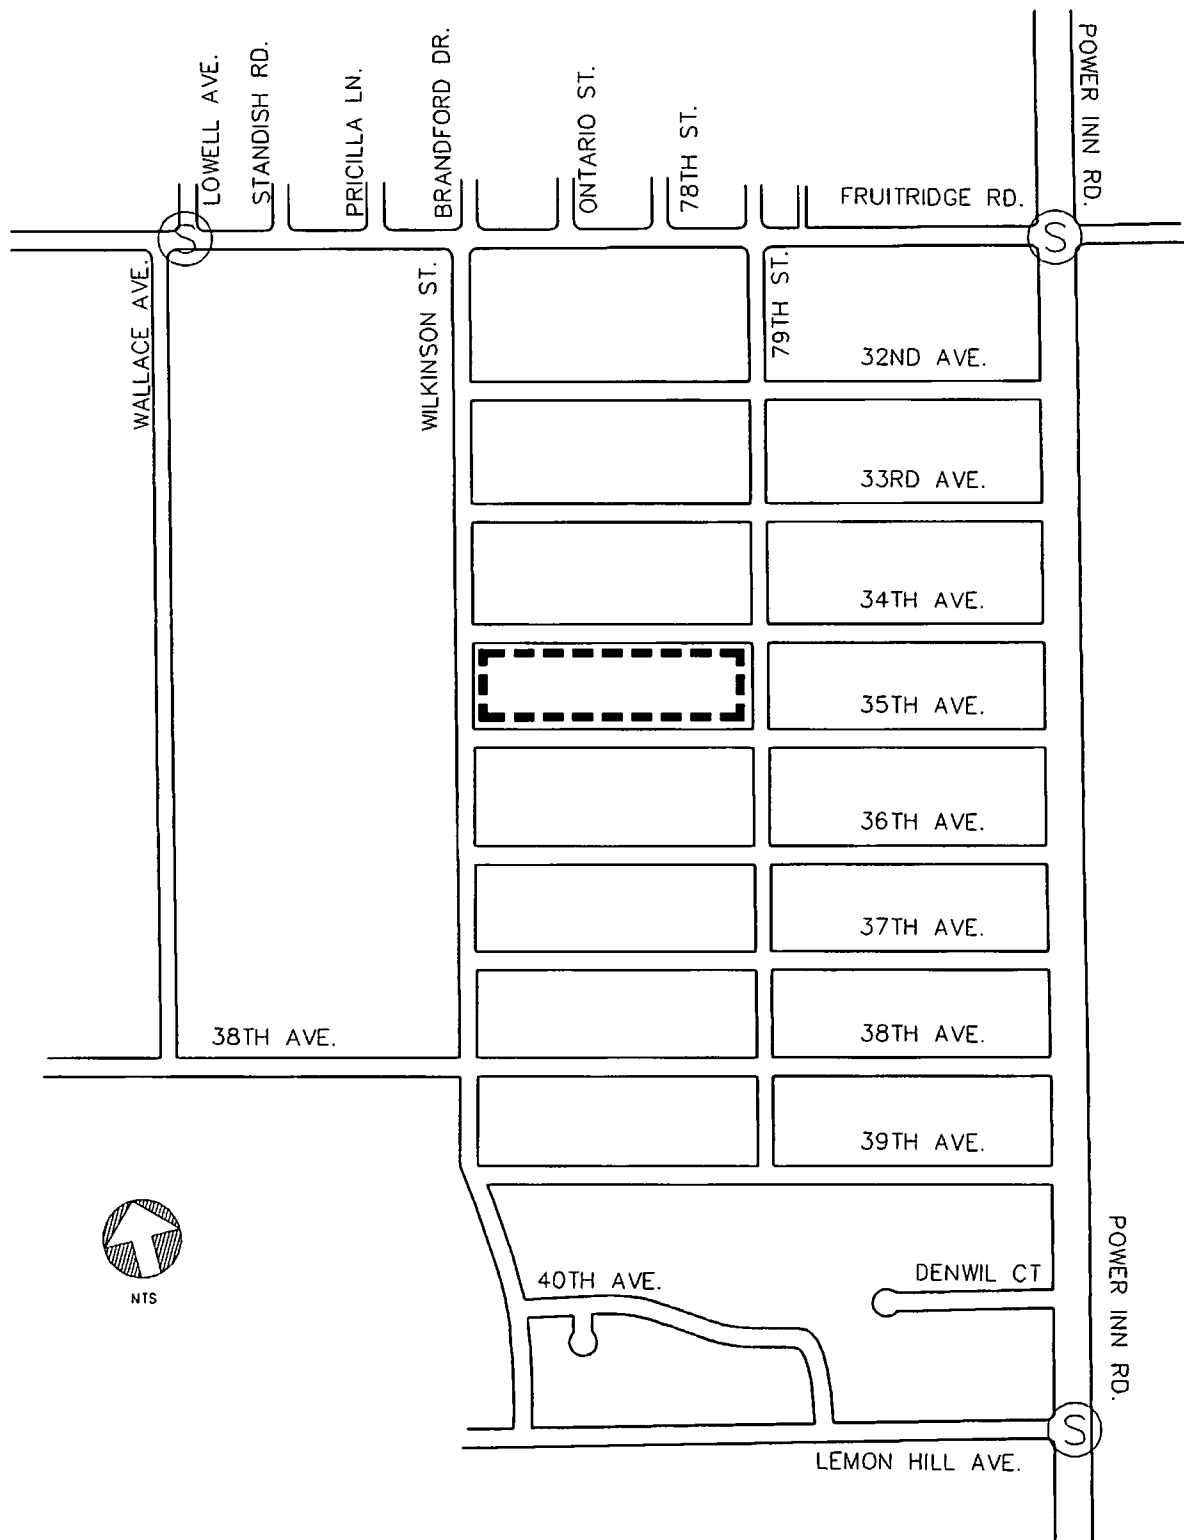 LOWELL AVE.
STANDISH RD.
PRICILLA LN.
BRANDFORD DR.
ONTARIO ST.
78TH ST.
POWER INN RD.
FRUITRIDGE RD.
S
S
WALLACE AVE.
WILKINSON ST.
79TH ST.
32ND AVE.
33RD AVE.
34TH AVE.
35TH AVE.
36TH AVE.
37TH AVE.
38TH AVE.
38TH AVE.
39TH AVE.
NTS
40TH AVE.
DENWIL CT
POWER INN RD.
S
LEMON HILL AVE.